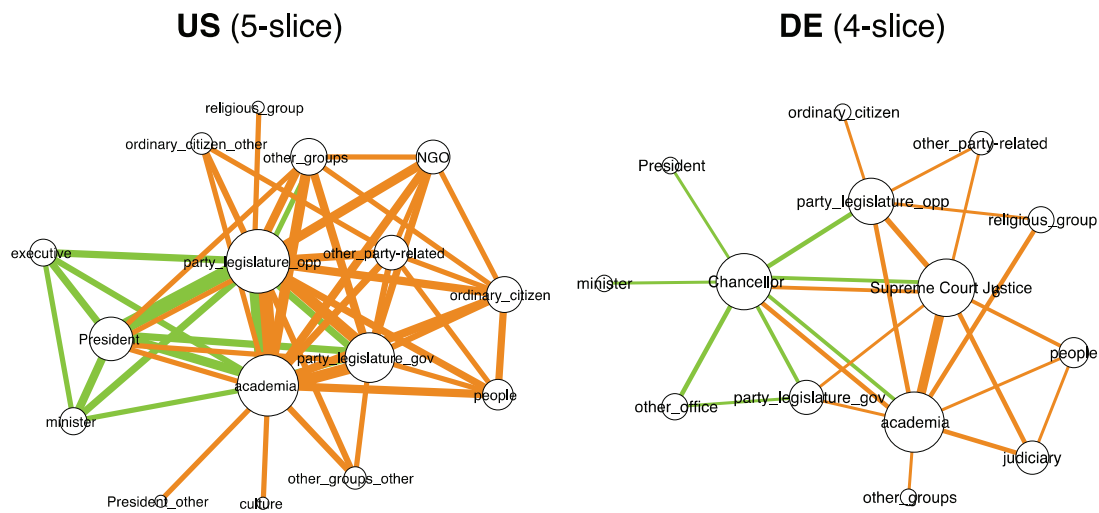 US (5-slice)
religious_group
ordinary_citizen_other
other_groups
NGO
executive
party_legislature_opp
other_party-related
ordinary_citizen
President
party_legislature_gov
academia
people
minister
other_groups_other
President_other
culture
DE (4-slice)
ordinary_citizen
other_party-related
President
party_legislature_opp
religious_group
minister
Chancellor
Supreme Court Justice
people
other_office
party_legislature_gov
academia
judiciary
other_groups